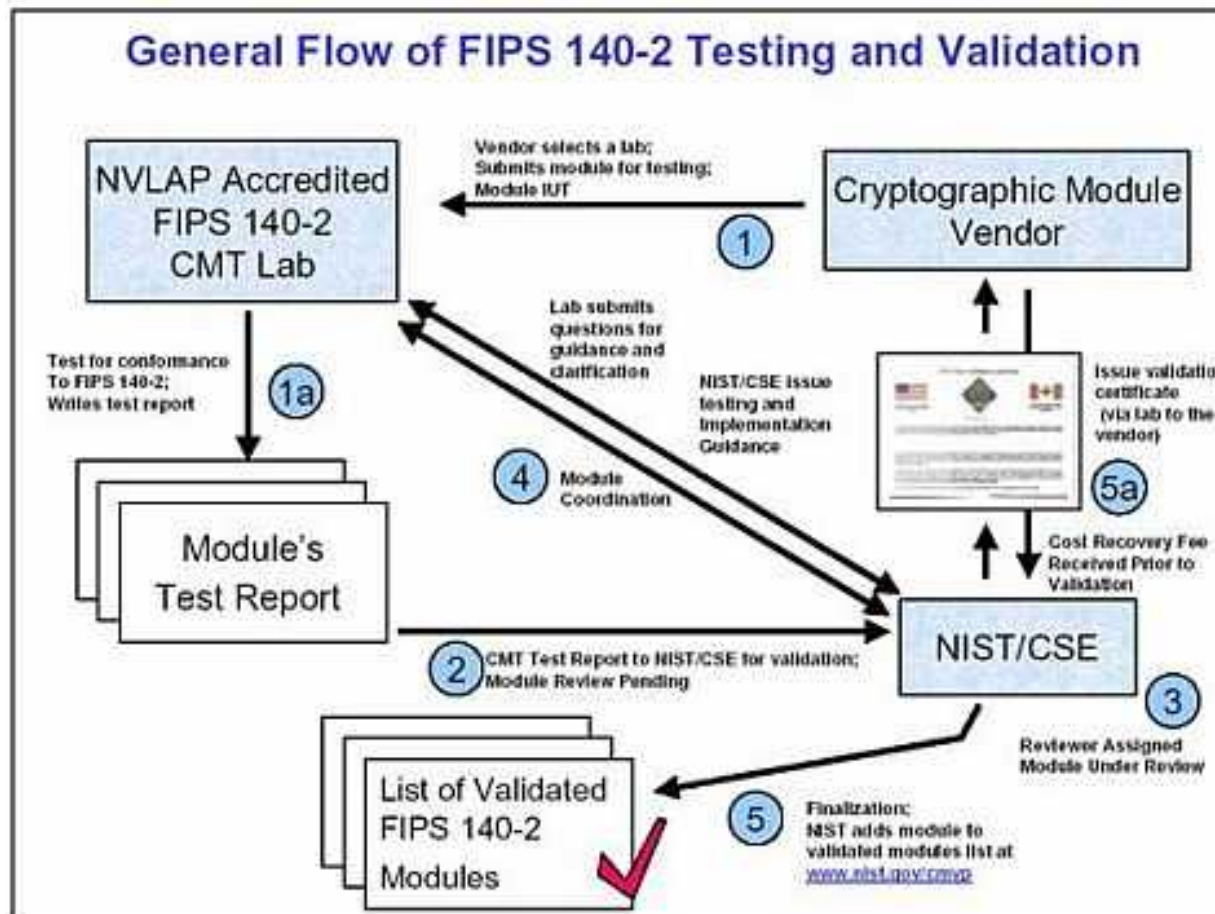 General Flow of FIPS 140-2 Testing and Validation
NVLAP Accredited
FIPS 140-2
CMT Lab
Vendor selects a lab;
Submits module for testing;
Module IUT
1
Cryptographic Module
Vendor
Test for conformance
To FIPS 140-2;
Writes test report
1a
Lab submits
questions for
guidance and
clarification
NIST/CSE issue
testing and
Implementation
Guidance
4
Module
Coordination
Issue validation
certificate
(via lab to the
vendor)
5a
Cost Recovery Fee
Received Prior to
Validation
Module's
Test Report
2
CMT Test Report to NIST/CSE for validation;
Module Review Pending
NIST/CSE
3
Reviewer Assigned
Module Under Review
List of Validated
FIPS 140-2
Modules
5
Finalization;
NIST adds module to
validated modules list at
www.nist.gov/cmvp